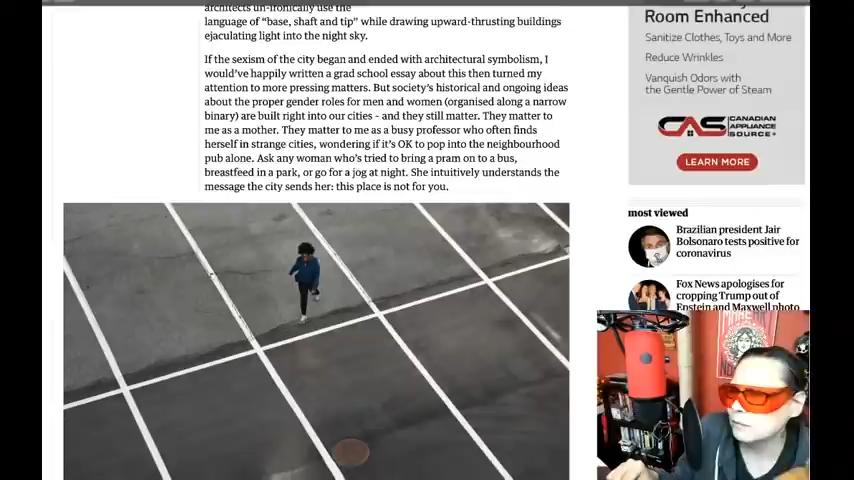 architects un-ironically use the
language of “base, shaft and tip” while drawing upward-thrusting buildings
ejaculating light into the night sky.
If the sexism of the city began and ended with architectural symbolism, I
would’ve happily written a grad school essay about this then turned my
attention to more pressing matters. But society’s historical and ongoing ideas
about the proper gender roles for men and women (organised along a narrow
binary) are built right into our cities – and they still matter. They matter to
me as a mother. They matter to me as a busy professor who often finds
herself in strange cities, wondering if it’s OK to pop into the neighbourhood
pub alone. Ask any woman who’s tried to bring a pram on to a bus,
breastfeed in a park, or go for a jog at night. She intuitively understands the
message the city sends her: this place is not for you.
Room Enhanced
Sanitize Clothes, Toys and More
Reduce Wrinkles
Vanquish Odors with
the Gentle Power of Steam
CAS CANADIAN
APPLIANCE
SOURCE
LEARN MORE
most viewed
Brazilian president Jair
Bolsonaro tests positive for
coronavirus
Fox News apologises for
cropping Trump out of
Epstein and Maxwell photo